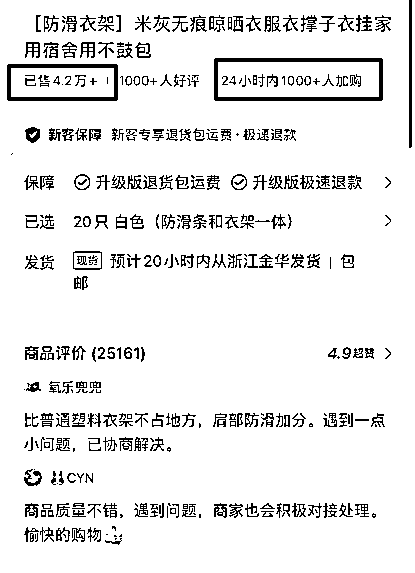 ［防滑衣架］米灰无痕晾晒衣服衣撑子衣挂家
用宿舍用不鼓包
已售4.2万+ | 1000+人好评 24小时内1000+人加购
新客保障 新客专享退货包运费·极速退款
保障 升级版退货包运费 升级版极速退款
已选 20只 白色（防滑条和衣架一体）
发货 现货 预计20小时内从浙江金华发货 | 包
邮
商品评价 (25161) 4.9超赞
氧乐兜兜
比普通塑料衣架不占地方，肩部防滑加分。遇到一点
小问题，已协商解决。
CYN
商品质量不错，遇到问题，商家也会积极对接处理。
愉快的购物